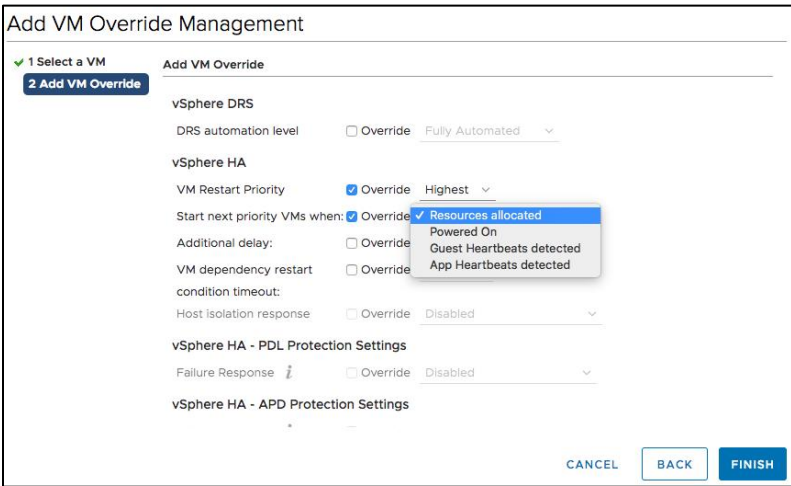 Add VM Override Management
1 Select a VM
2 Add VM Override
Add VM Override
vSphere DRS
DRS automation level Override Fully Automated
vSphere HA
VM Restart Priority Override Highest
Start next priority VMs when: Override Resources allocated
Powered On
Additional delay: Override Guest Heartbeats detected
App Heartbeats detected
VM dependency restart Override
condition timeout:
Host isolation response Override Disabled
vSphere HA - PDL Protection Settings
Failure Response i Override Disabled
vSphere HA - APD Protection Settings
CANCEL BACK FINISH